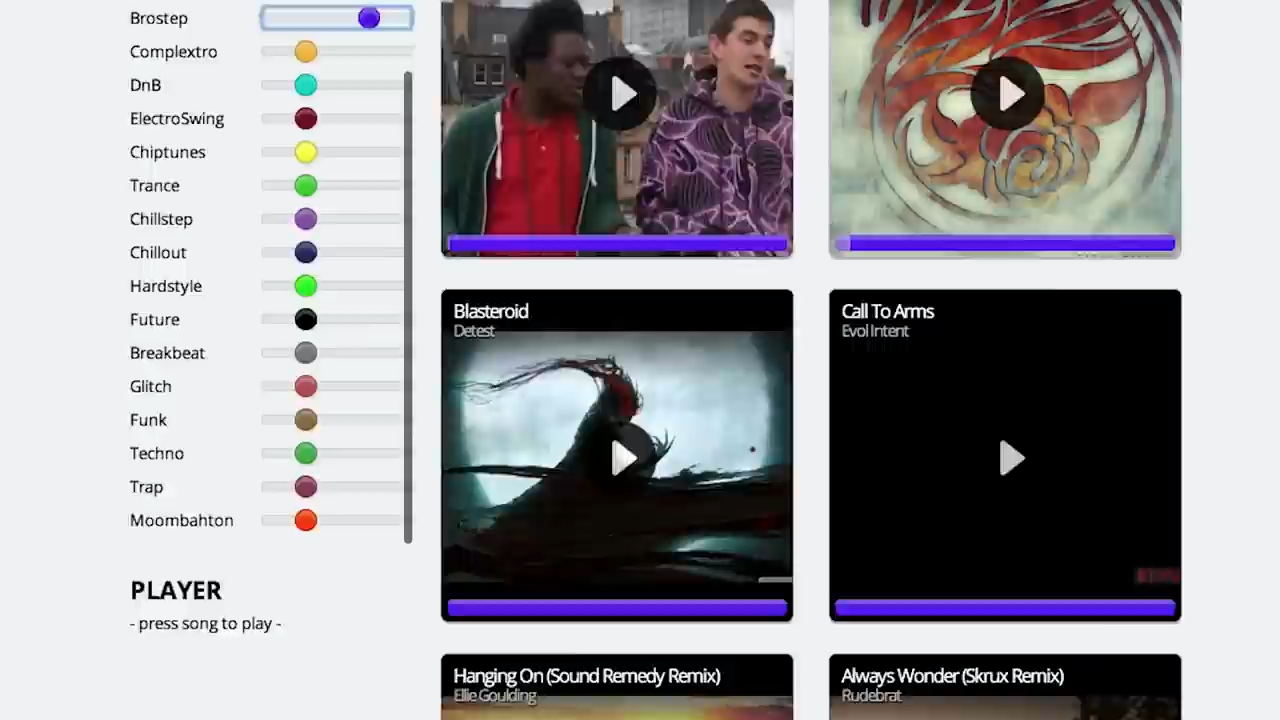 Brostep
Complextro
DnB
ElectroSwing
Chiptunes
Trance
Chillstep
Chillout
Hardstyle
Future
Breakbeat
Glitch
Funk
Techno
Trap
Moombahton
PLAYER
- press song to play -
Blasteroid
Detest
Call To Arms
Evol Intent
Hanging On (Sound Remedy Remix)
Ellie Goulding
Always Wonder (Skrux Remix)
Rudebrat